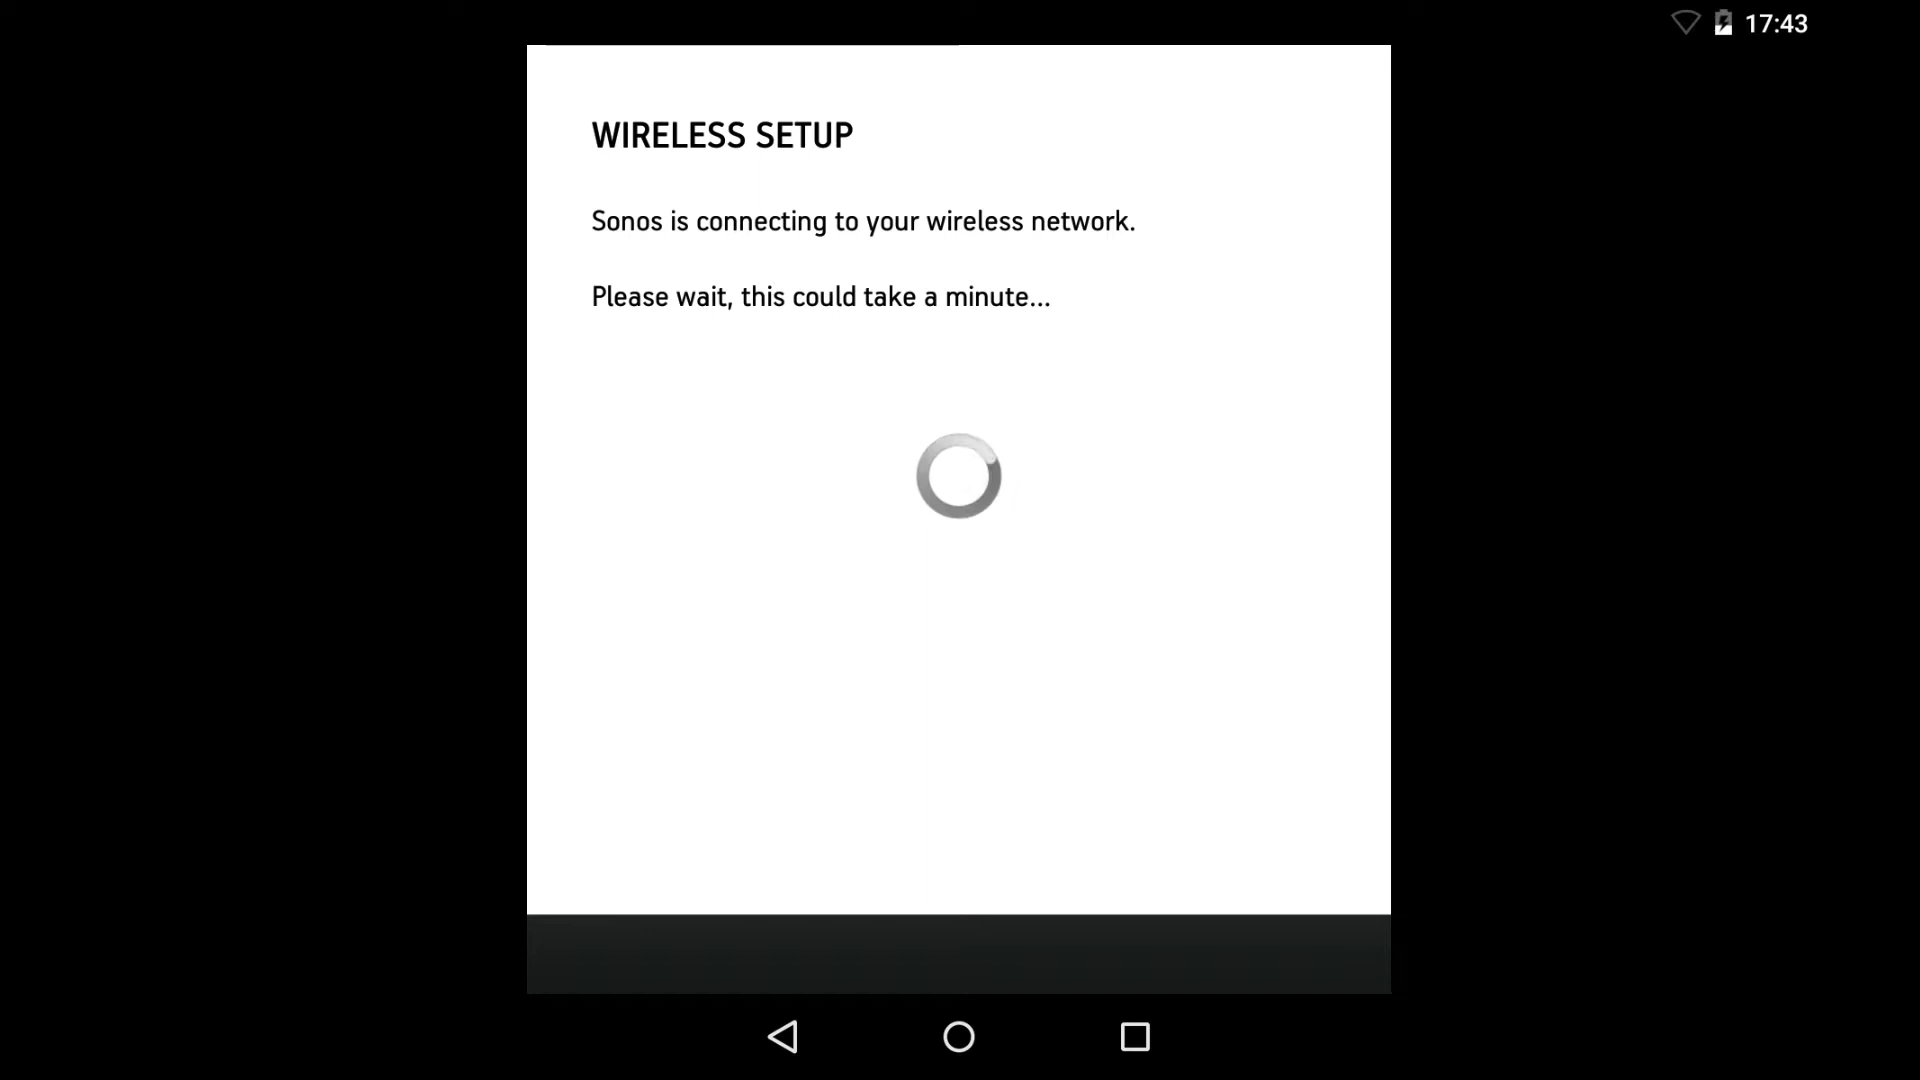 17:43
WIRELESS SETUP
Sonos is connecting to your wireless network.
Please wait, this could take a minute...